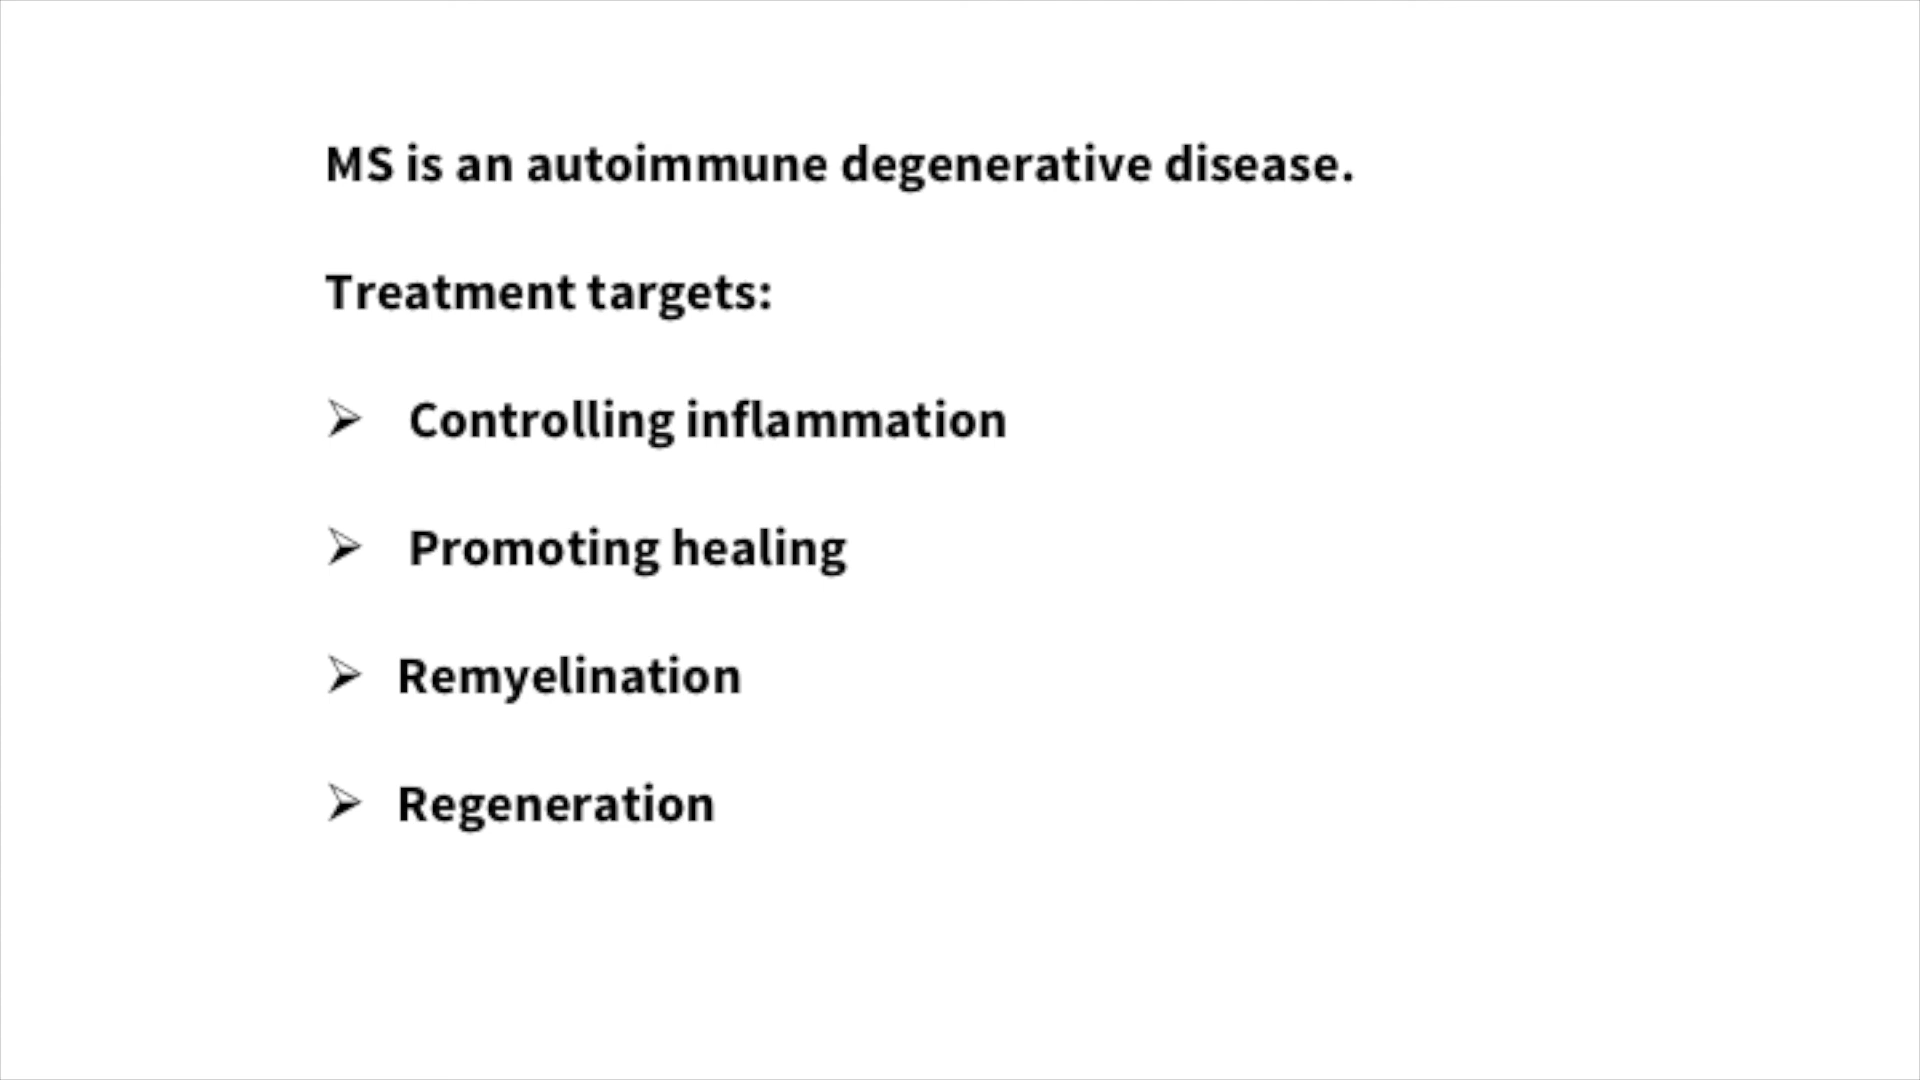 MS is an autoimmune degenerative disease.
Treatment targets:
➢ Controlling inflammation
➢ Promoting healing
➢ Remyelination
➢ Regeneration